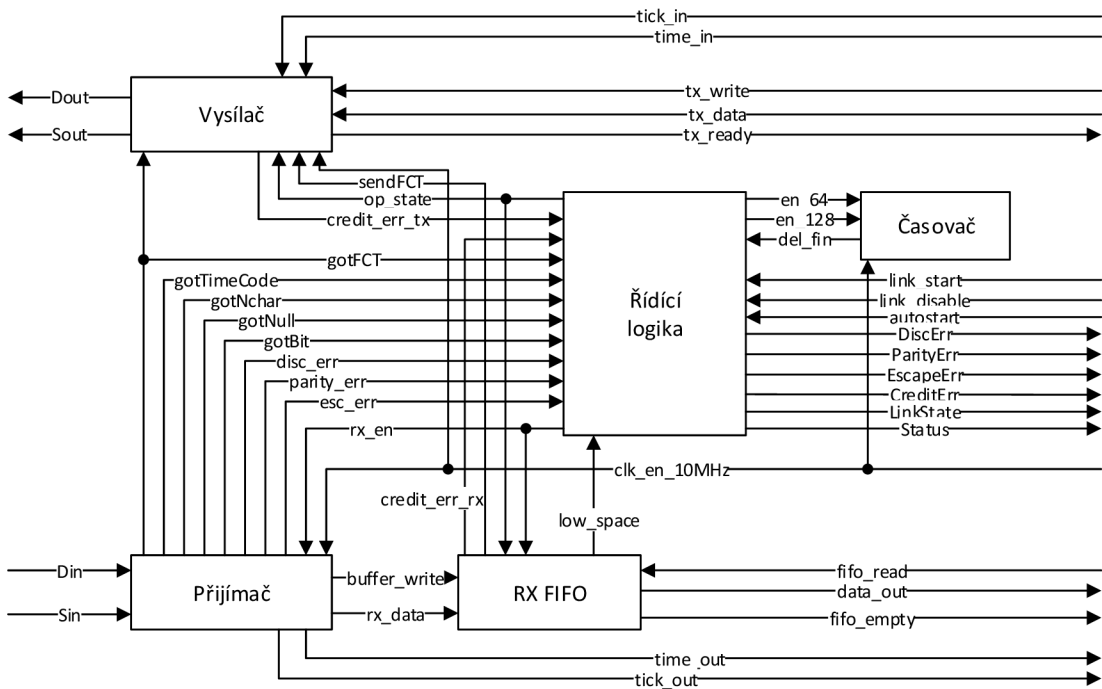 tick_in
time_in
Dout
Vysílač
tx_write
tx_data
Sout
tx_ready
sendFCT
op_state
en_64
credit_err_tx
en_128
Časovač
del_fin
gotFCT
gotTimeCode
link_start
gotNchar
Řídící
logika
link_disable
gotNull
autostart
gotBit
DiscErr
disc_err
ParityErr
parity_err
EscapeErr
esc_err
CreditErr
LinkState
rx_en
Status
clk_en_10MHz
credit_err_rx
low_space
Din
Přijímač
buffer_write
RX FIFO
fifo_read
data_out
Sin
rx_data
fifo_empty
time_out
tick_out